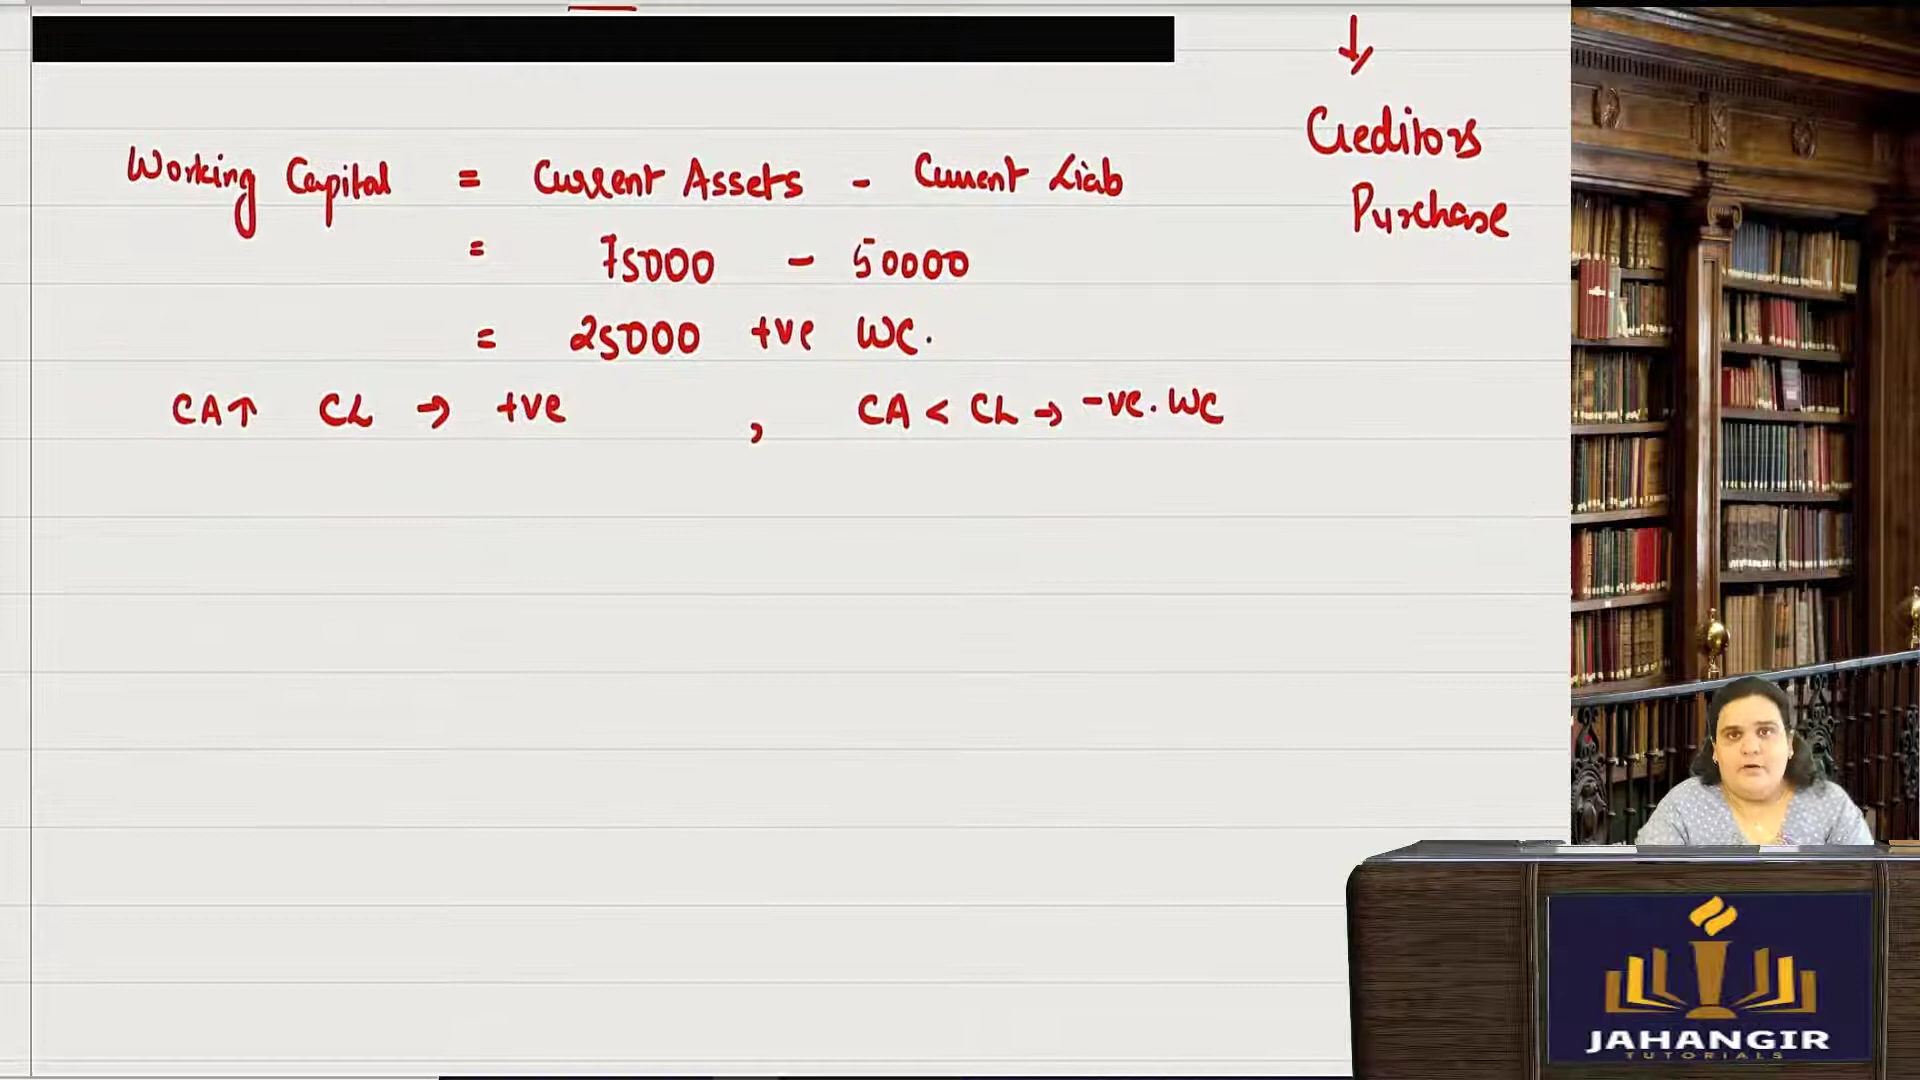 Working Capital = Current Assets - Current Liab
= 75000 - 50000
= 25000 +ve WC.
CA↑ CL → +ve , CA < CL → -ve. WC
↓
Creditors
Purchase
JAHANGIR
TUTORIALS